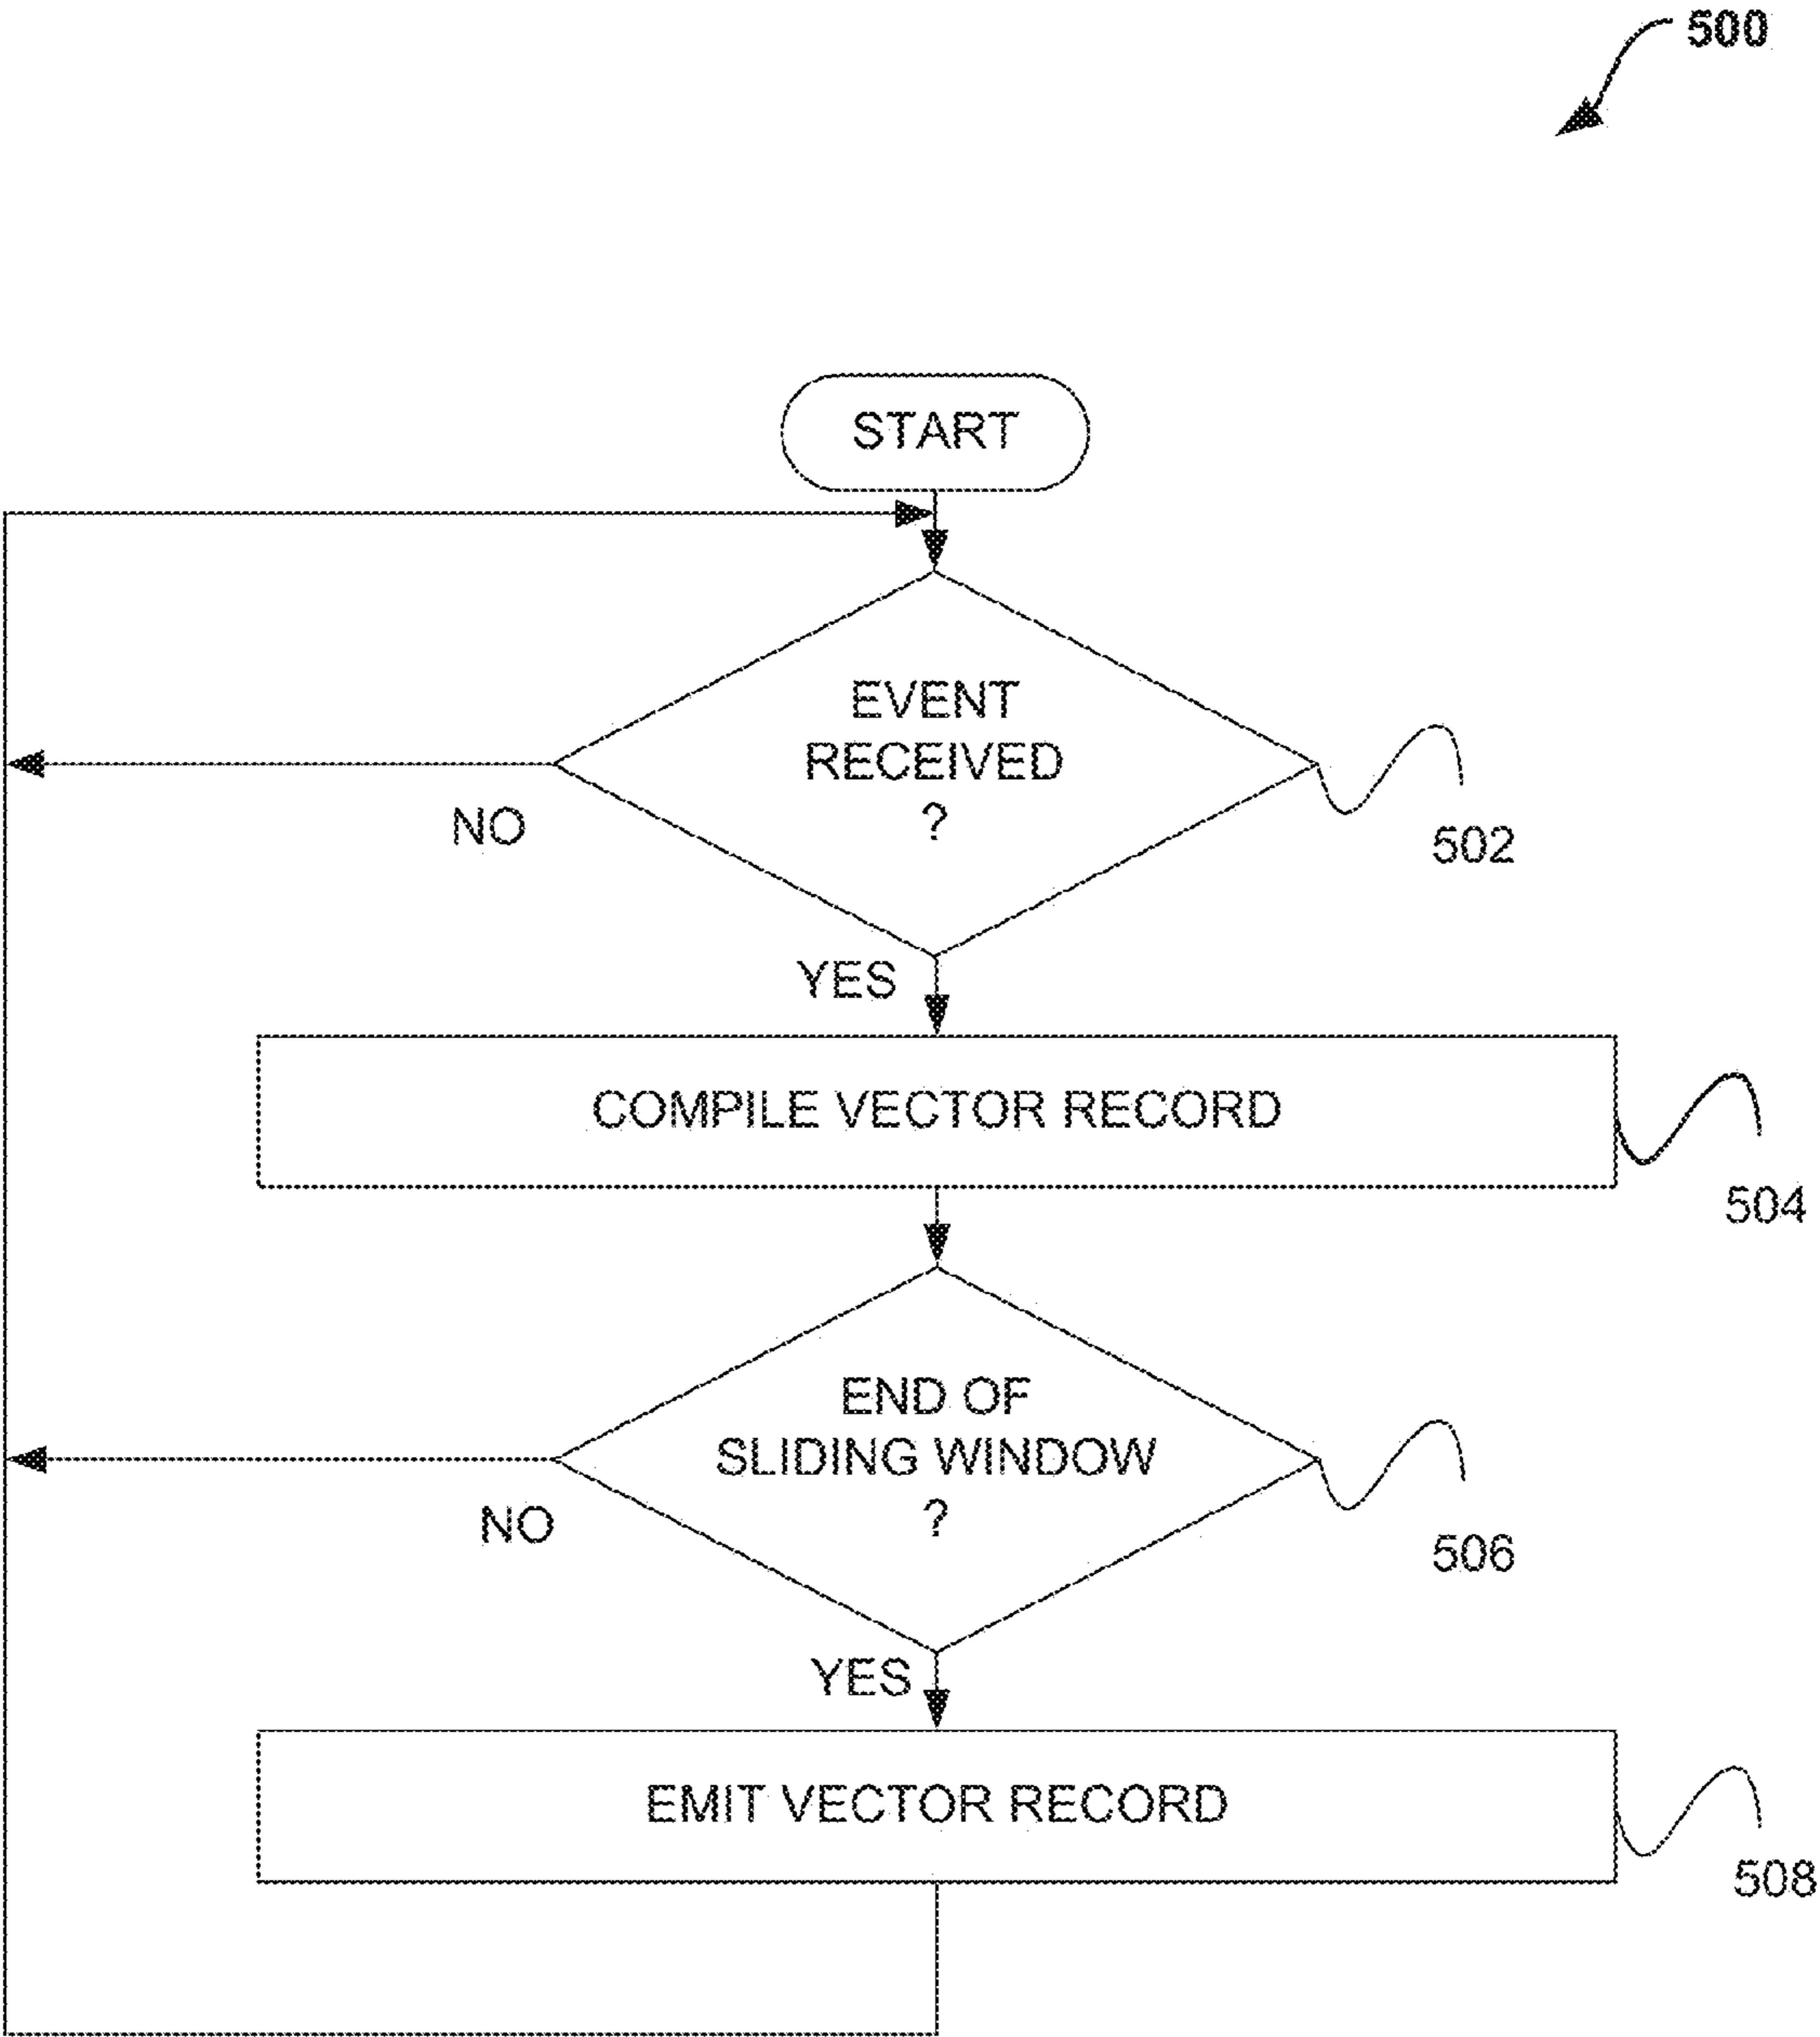 500
START
EVENT
RECEIVED
?
NO
502
YES
COMPILE VECTOR RECORD
504
END OF
SLIDING WINDOW
?
NO
506
YES
EMIT VECTOR RECORD
508